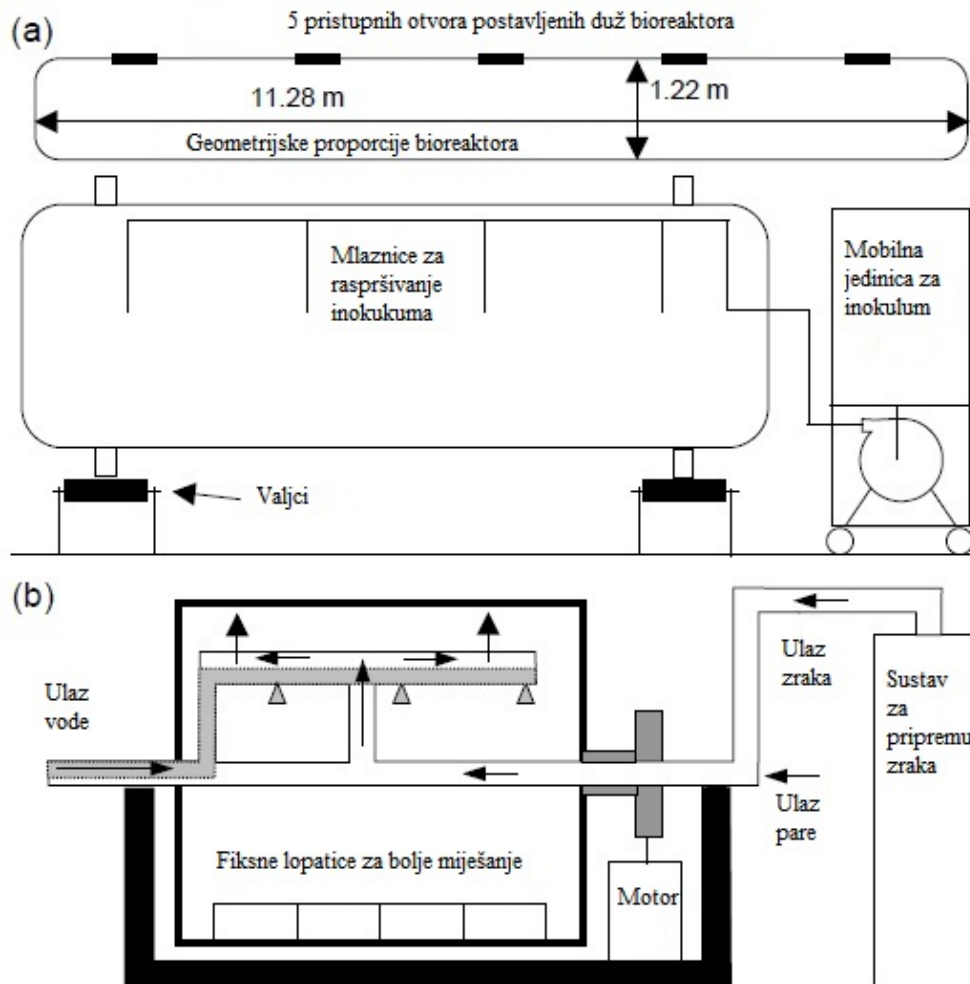 (a)
5 pristupnih otvora postavljenih duž bioreaktora
11.28 m
1.22 m
Geometrijske proporcije bioreaktora
Mlaznice za
raspršivanje
inokukuma
Mobilna
jedinica za
inokulum
Valjci
(b)
Ulaz
vode
Ulaz
zraka
Sustav
za
pripremu
zraka
Ulaz
pare
Fiksne lopatice za bolje miješanje
Motor